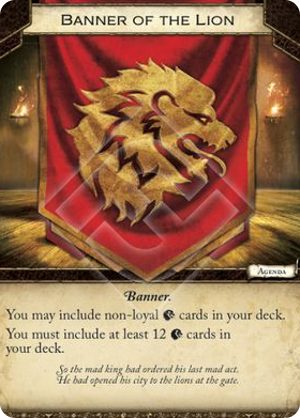 BANNER OF THE LION
AGENDA
Banner.
You may include non-loyal cards in your deck.
You must include at least 12 cards in
your deck.
So the mad king had ordered his last mad act.
He had opened his city to the lions at the gate.